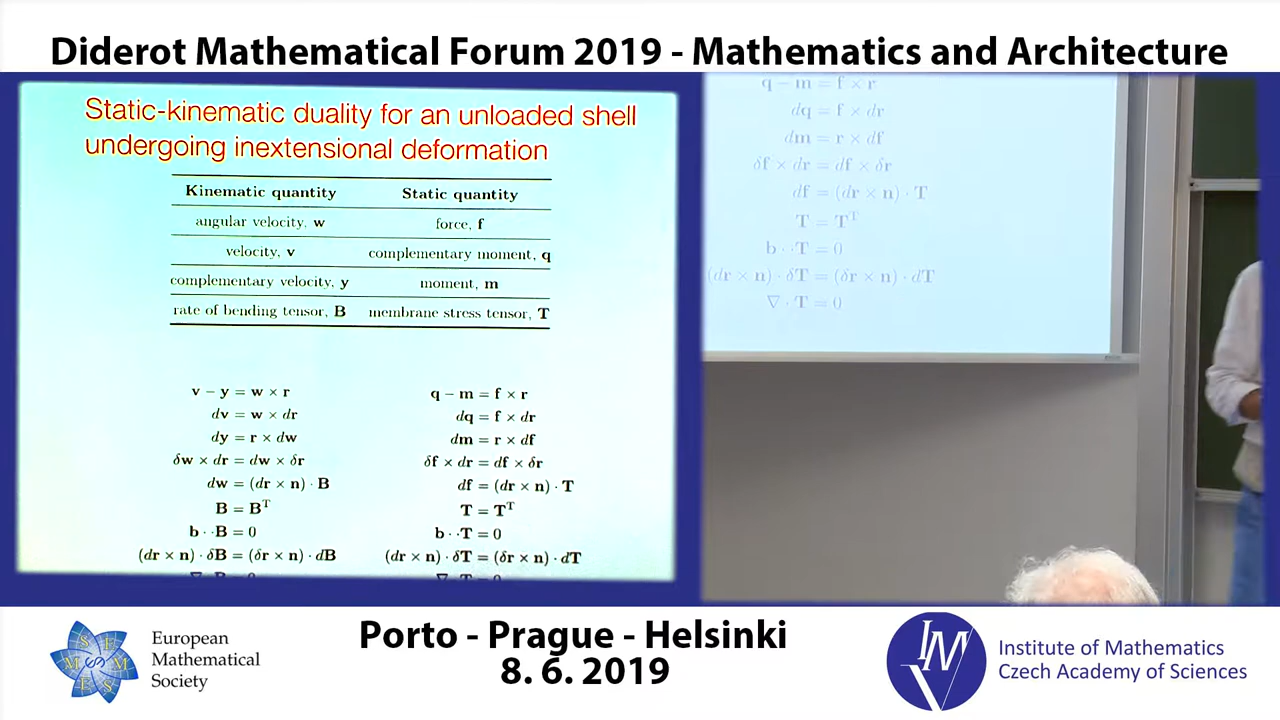 Diderot Mathematical Forum 2019 - Mathematics and Architecture
Static-kinematic duality for an unloaded shell
undergoing inextensional deformation
Kinematic quantity Static quantity
angular velocity, w force, f
velocity, v complementary moment, q
complementary velocity, y moment, m
rate of bending tensor, B membrane stress tensor, T
v − y = w × r q − m = f × r
dv = w × dr dq = f × dr
dy = r × dw dm = r × df
δw × dr = dw × δr δf × dr = df × δr
dw = (dr × n) · B df = (dr × n) · T
B = Bᵀ T = Tᵀ
b · · B = 0 b · · T = 0
(dr × n) · δB = (δr × n) · dB (dr × n) · δT = (δr × n) · dT
q − m = f × r
dq = f × dr
dm = r × df
δf × dr = df × δr
df = (dr × n) · T
T = Tᵀ
b · · T = 0
(dr × n) · δT = (δr × n) · dT
∇ · T = 0
SEMSEM
European
Mathematical
Society
Porto - Prague - Helsinki
8. 6. 2019
IM
Institute of Mathematics
Czech Academy of Sciences